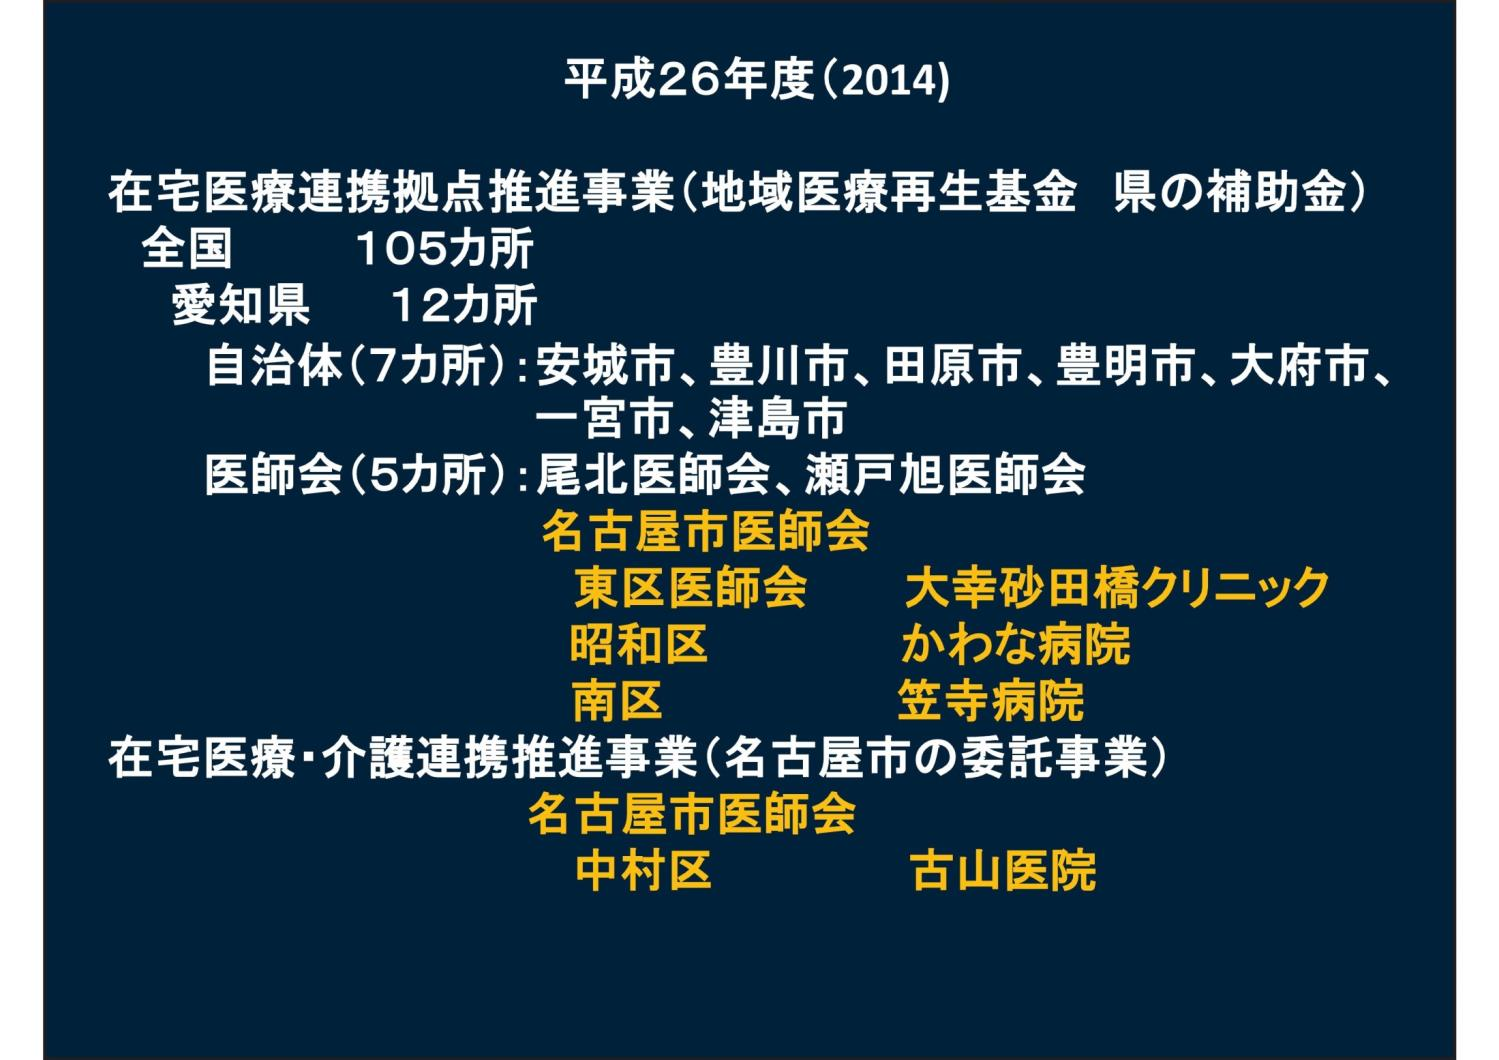 平成２６年度（2014)
在宅医療連携拠点推進事業（地域医療再生基金　県の補助金）
全国　１０５カ所
愛知県　１２カ所
自治体（７カ所）：安城市、豊川市、田原市、豊明市、大府市、
一宮市、津島市
医師会（５カ所）：尾北医師会、瀬戸旭医師会
名古屋市医師会
東区医師会　大幸砂田橋クリニック
昭和区　かわな病院
南区　笠寺病院
在宅医療・介護連携推進事業（名古屋市の委託事業）
名古屋市医師会
中村区　古山医院